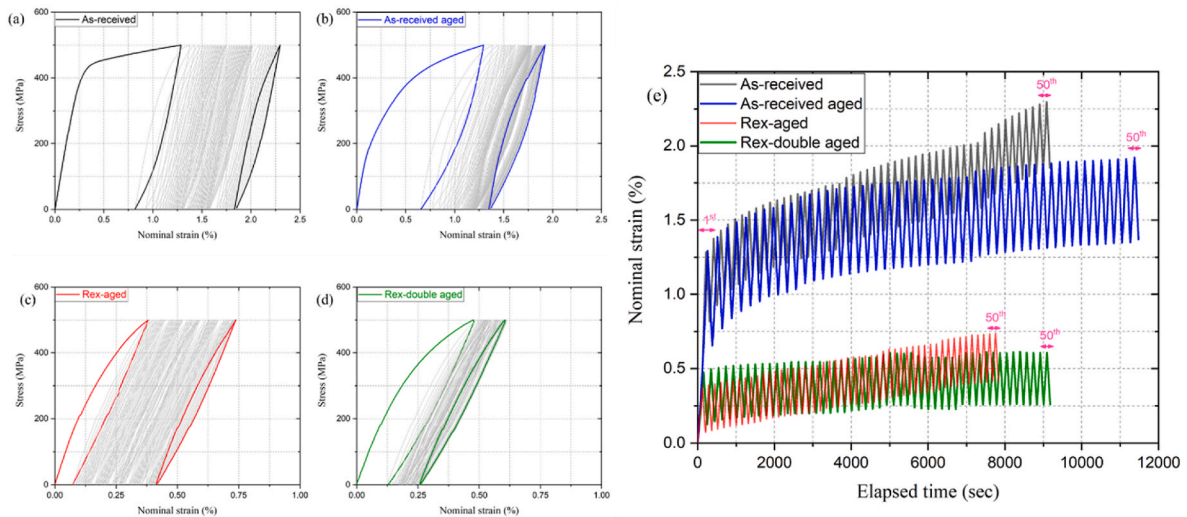 (a)
As-received
600
400
200
0
0.0 0.5 1.0 1.5 2.0 2.5
Stress (MPa)
Nominal strain (%)
(b)
As-received aged
600
400
200
0
0.0 0.5 1.0 1.5 2.0 2.5
Stress (MPa)
Nominal strain (%)
(c)
Rex-aged
600
400
200
0
0.00 0.25 0.50 0.75 1.00
Stress (MPa)
Nominal strain (%)
(d)
Rex-double aged
600
400
200
0
0.00 0.25 0.50 0.75 1.00
Stress (MPa)
Nominal strain (%)
(e)
As-received
As-received aged
Rex-aged
Rex-double aged
50th
50th
1st
50th
50th
2.5
2.0
1.5
1.0
0.5
0.0
0 2000 4000 6000 8000 10000 12000
Nominal strain (%)
Elapsed time (sec)